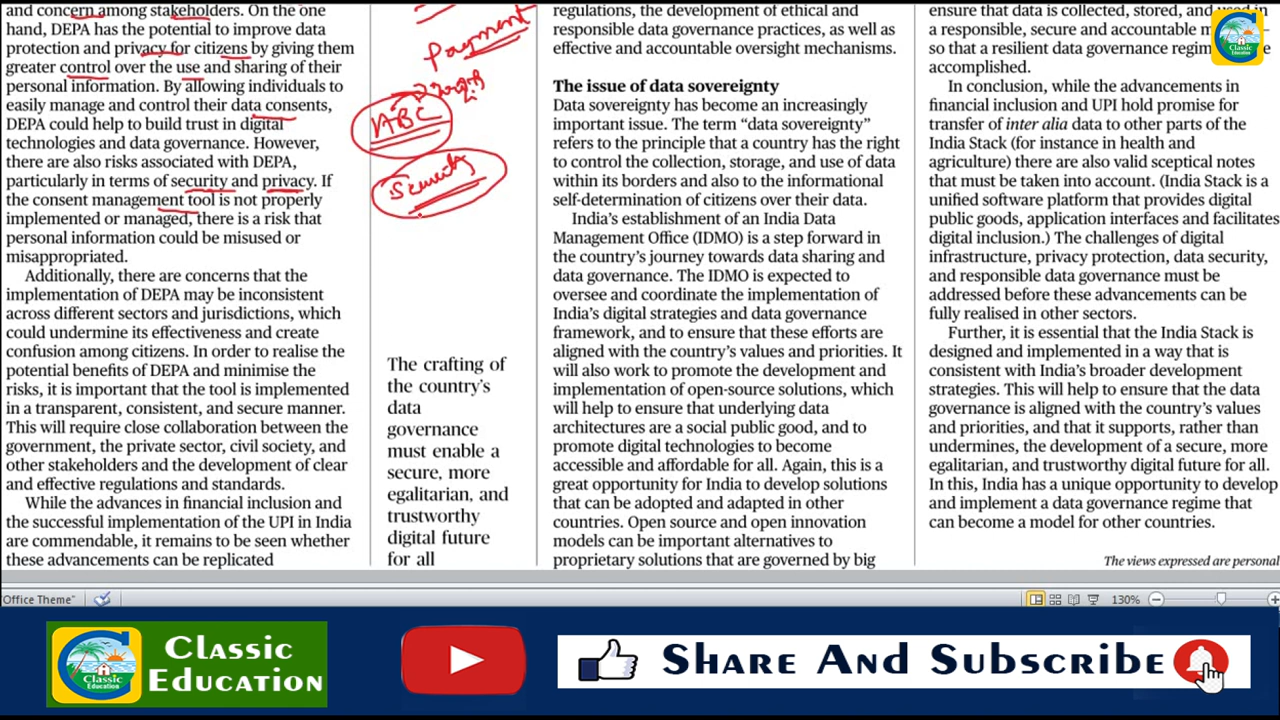 and concern among stakeholders. On the one
hand, DEPA has the potential to improve data
protection and privacy for citizens by giving them
greater control over the use and sharing of their
personal information. By allowing individuals to
easily manage and control their data consents,
DEPA could help to build trust in digital
technologies and data governance. However,
there are also risks associated with DEPA,
particularly in terms of security and privacy. If
the consent management tool is not properly
implemented or managed, there is a risk that
personal information could be misused or
misappropriated.
Additionally, there are concerns that the
implementation of DEPA may be inconsistent
across different sectors and jurisdictions, which
could undermine its effectiveness and create
confusion among citizens. In order to realise the
potential benefits of DEPA and minimise the
risks, it is important that the tool is implemented
in a transparent, consistent, and secure manner.
This will require close collaboration between the
government, the private sector, civil society, and
other stakeholders and the development of clear
and effective regulations and standards.
While the advances in financial inclusion and
the successful implementation of the UPI in India
are commendable, it remains to be seen whether
these advancements can be replicated
Payment
ABC
Security
The crafting of
the country's
data
governance
must enable a
secure, more
egalitarian, and
trustworthy
digital future
for all
regulations, the development of ethical and
responsible data governance practices, as well as
effective and accountable oversight mechanisms.
The issue of data sovereignty
Data sovereignty has become an increasingly
important issue. The term “data sovereignty”
refers to the principle that a country has the right
to control the collection, storage, and use of data
within its borders and also to the informational
self-determination of citizens over their data.
India's establishment of an India Data
Management Office (IDMO) is a step forward in
the country's journey towards data sharing and
data governance. The IDMO is expected to
oversee and coordinate the implementation of
India's digital strategies and data governance
framework, and to ensure that these efforts are
aligned with the country's values and priorities. It
will also work to promote the development and
implementation of open-source solutions, which
will help to ensure that underlying data
architectures are a social public good, and to
promote digital technologies to become
accessible and affordable for all. Again, this is a
great opportunity for India to develop solutions
that can be adopted and adapted in other
countries. Open source and open innovation
models can be important alternatives to
proprietary solutions that are governed by big
ensure that data is collected, stored, and used in
a responsible, secure and accountable
so that a resilient data governance regime
accomplished.
In conclusion, while the advancements in
financial inclusion and UPI hold promise for
transfer of inter alia data to other parts of the
India Stack (for instance in health and
agriculture) there are also valid sceptical notes
that must be taken into account. (India Stack is a
unified software platform that provides digital
public goods, application interfaces and facilitates
digital inclusion.) The challenges of digital
infrastructure, privacy protection, data security,
and responsible data governance must be
addressed before these advancements can be
fully realised in other sectors.
Further, it is essential that the India Stack is
designed and implemented in a way that is
consistent with India's broader development
strategies. This will help to ensure that the data
governance is aligned with the country's values
and priorities, and that it supports, rather than
undermines, the development of a secure, more
egalitarian, and trustworthy digital future for all.
In this, India has a unique opportunity to develop
and implement a data governance regime that
can become a model for other countries.
The views expressed are personal
Classic
Education
Office Theme"
130%
Classic
Education
Classic
Education
Share And Subscribe